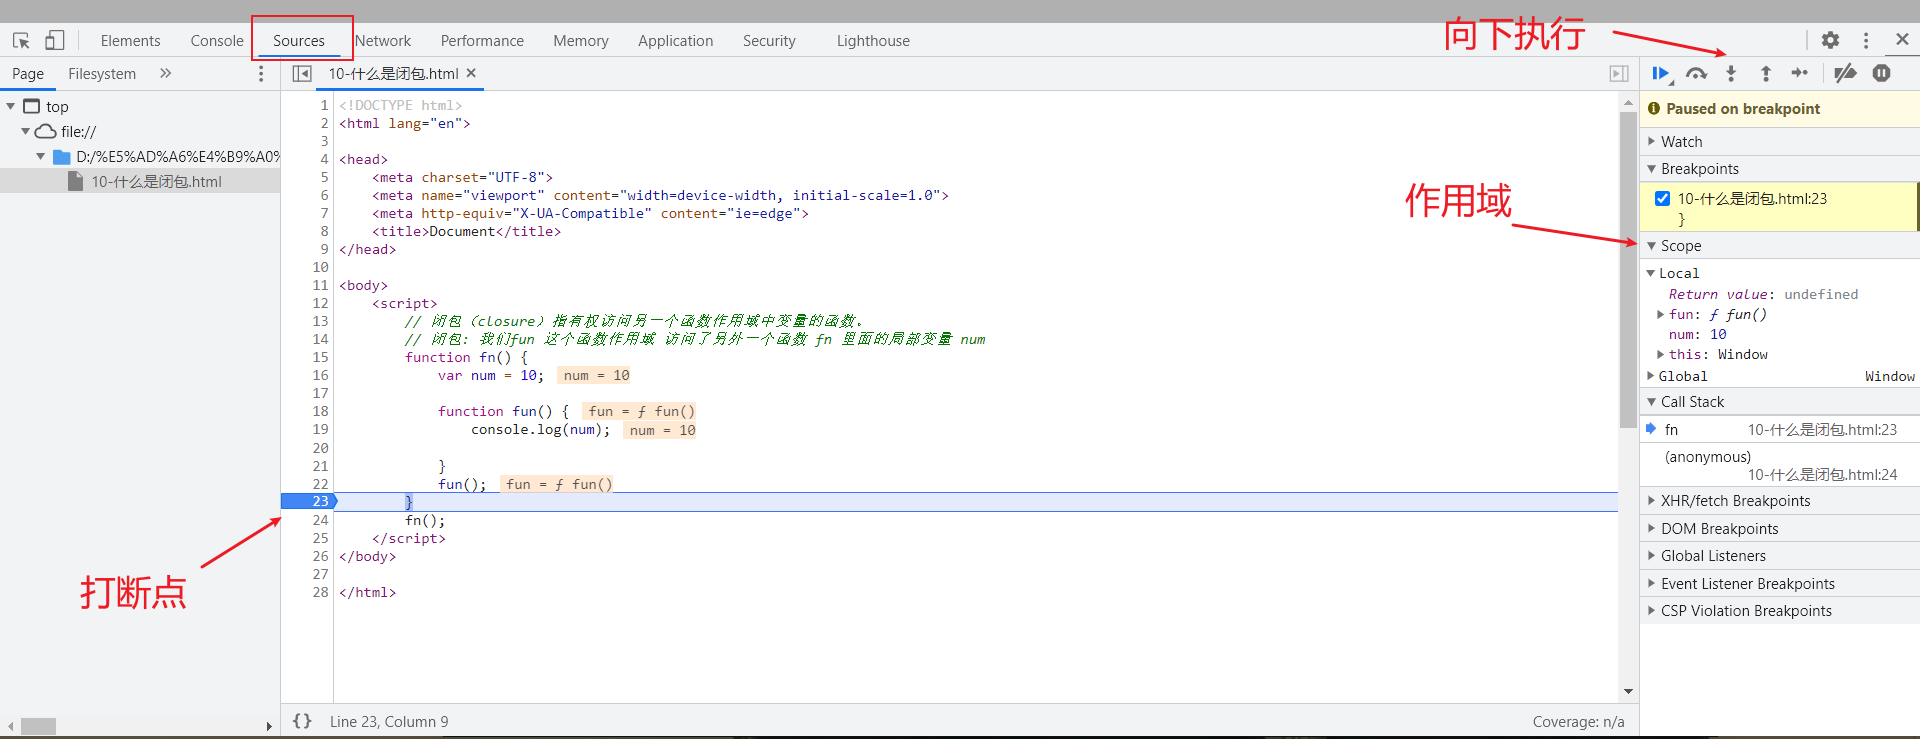 向下执行
Elements Console Sources Network Performance Memory Application Security Lighthouse
Page Filesystem
10-什么是闭包.html
top
file://
D:/%E5%AD%A6%E4%B9%A0%
10-什么是闭包.html
打断点
1 <!DOCTYPE html>
2 <html lang="en">
3
4 <head>
5 <meta charset="UTF-8">
6 <meta name="viewport" content="width=device-width, initial-scale=1.0">
7 <meta http-equiv="X-UA-Compatible" content="ie=edge">
8 <title>Document</title>
9 </head>
10
11 <body>
12 <script>
13 // 闭包（closure）指有权访问另一个函数作用域中变量的函数。
14 // 闭包: 我们fun 这个函数作用域 访问了另外一个函数 fn 里面的局部变量 num
15 function fn() {
16 var num = 10; num = 10
17
18 function fun() { fun = ƒ fun()
19 console.log(num); num = 10
20
21 }
22 fun(); fun = ƒ fun()
23 }
24 fn();
25 </script>
26 </body>
27
28 </html>
{} Line 23, Column 9
Coverage: n/a
作用域
Paused on breakpoint
Watch
Breakpoints
10-什么是闭包.html:23
}
Scope
Local
Return value: undefined
fun: ƒ fun()
num: 10
this: Window
Global Window
Call Stack
fn 10-什么是闭包.html:23
(anonymous)
10-什么是闭包.html:24
XHR/fetch Breakpoints
DOM Breakpoints
Global Listeners
Event Listener Breakpoints
CSP Violation Breakpoints